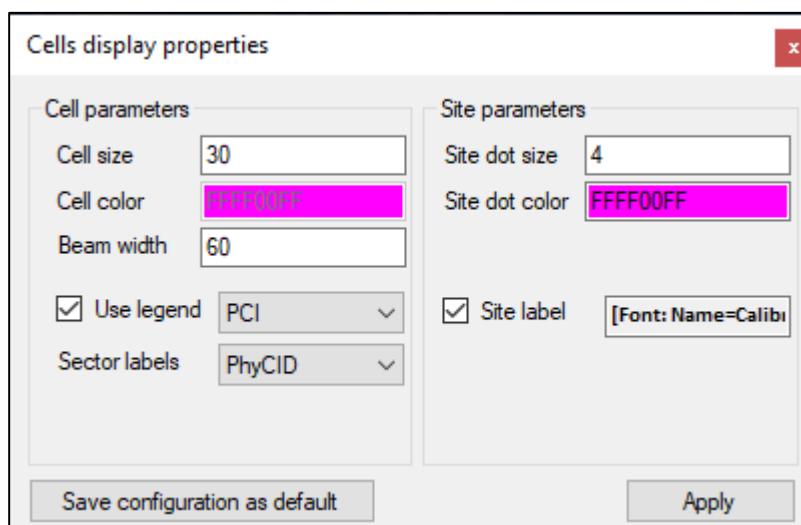 Cells display properties
x
Cell parameters
Cell size 30
Cell color FFFF00FF
Beam width 60
Use legend PCI
Sector labels PhyCID
Site parameters
Site dot size 4
Site dot color FFFF00FF
Site label [Font: Name=Calibr
Save configuration as default
Apply